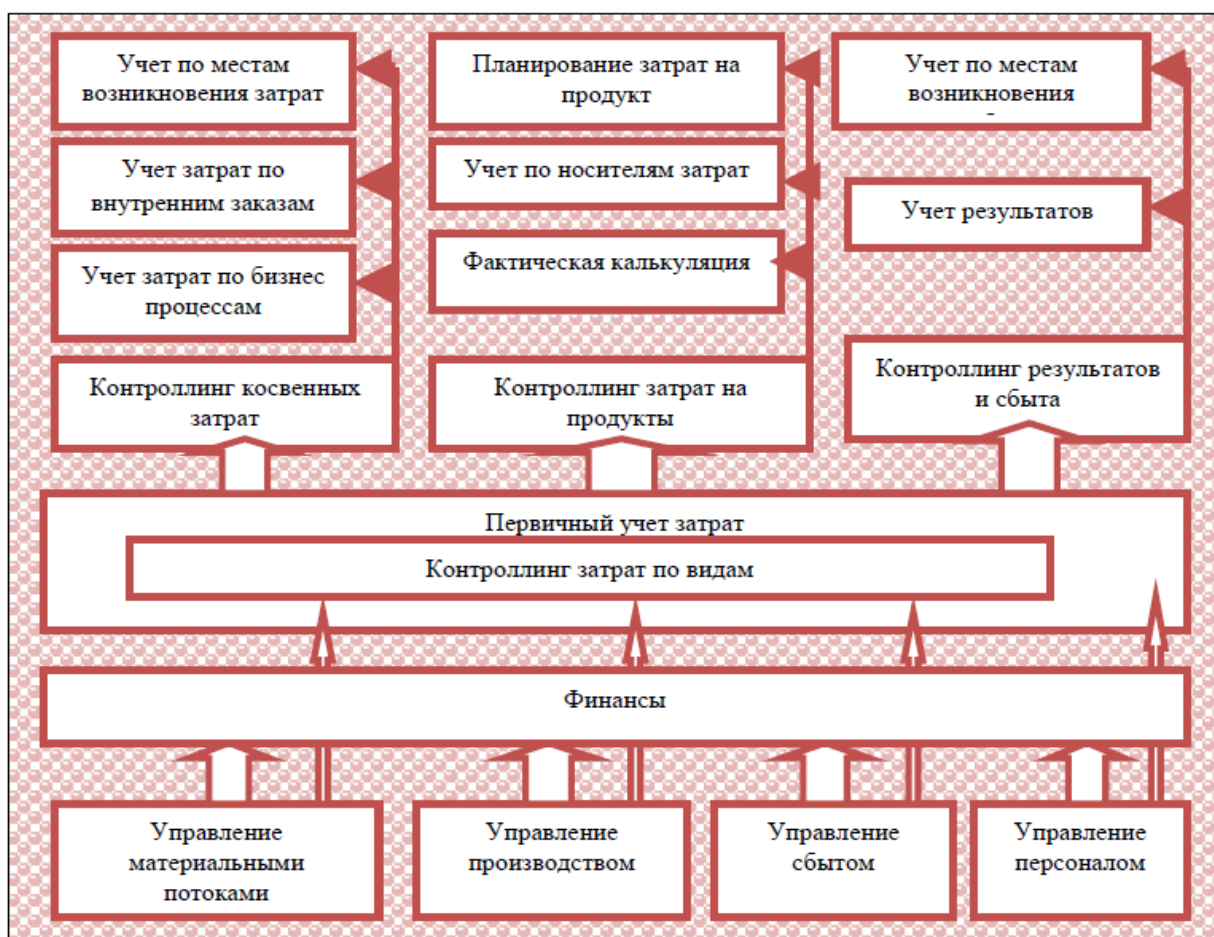 Учет по местам
возникновения затрат
Учет затрат по
внутренним заказам
Учет затрат по бизнес
процессам
Контроллинг косвенных
затрат
Планирование затрат на
продукт
Учет по носителям затрат
Фактическая калькуляция
Контроллинг затрат на
продукты
Учет по местам
возникновения
Учет результатов
Контроллинг результатов
и сбыта
Первичный учет затрат
Контроллинг затрат по видам
Финансы
Управление
материальными
потоками
Управление
производством
Управление
сбытом
Управление
персоналом